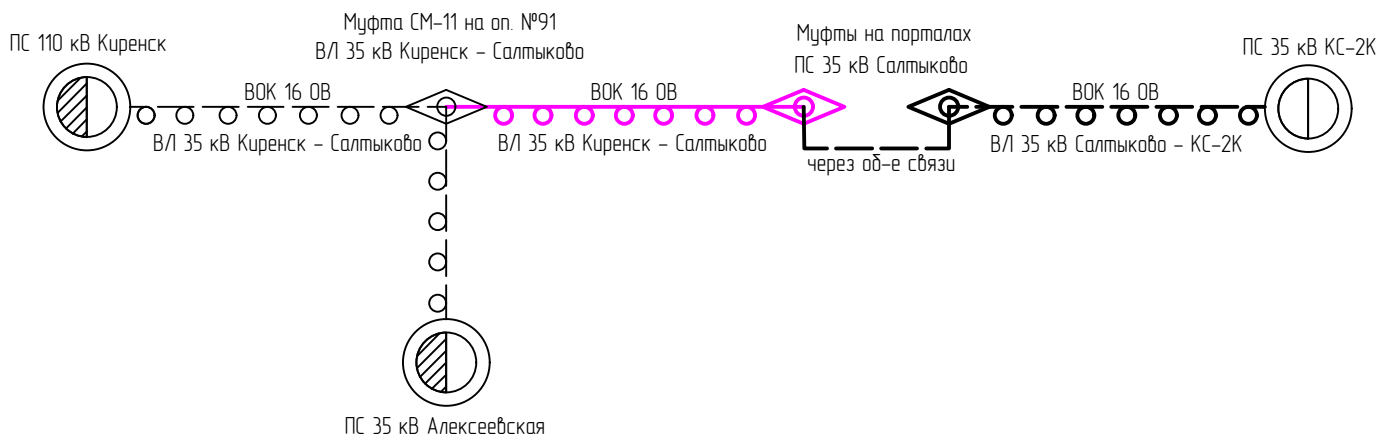 ПС 110 кВ Киренск
Муфта СМ-11 на оп. №91
ВЛ 35 кВ Киренск - Салтыково
Муфты на порталах
ПС 35 кВ Салтыково
ПС 35 кВ КС-2К
ВОК 16 ОВ
ВОК 16 ОВ
ВОК 16 ОВ
ВЛ 35 кВ Киренск - Салтыково
ВЛ 35 кВ Киренск - Салтыково
ВЛ 35 кВ Салтыково - КС-2К
через об-е связи
ПС 35 кВ Алексеевская